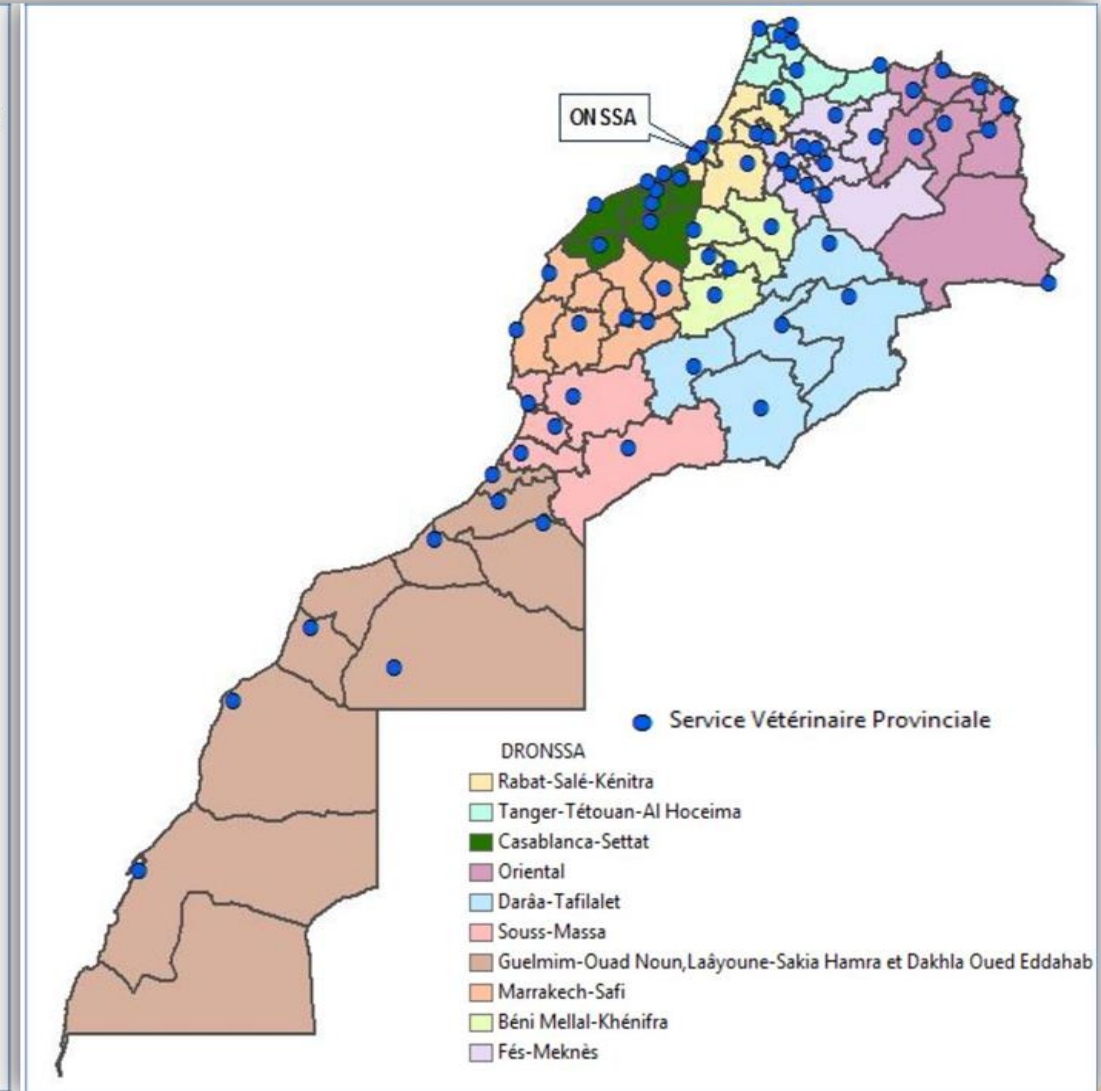 ONSSA
Service Vétérinaire Provinciale
DRONSSA
Rabat-Salé-Kénitra
Tanger-Tétouan-Al Hoceima
Casablanca-Settat
Oriental
Darâa-Tafilalet
Souss-Massa
Guelmim-Ouad Noun,Laâyoune-Sakia Hamra et Dakhla Oued Eddahab
Marrakech-Safi
Béni Mellal-Khénifra
Fés-Meknès